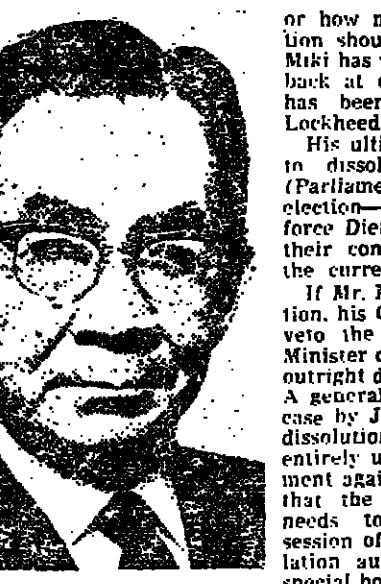 or how m
tion shou
Miki has
back at
has been
Lockheed
His ulti
to dissol
(Parliame
election—
force Die
their con
the curre
If Mr.
tion, his
veto the
Minister
outright d
A general
case by J
dissolution
entirely u
ment agai
that the
needs to
session of
lation au
special